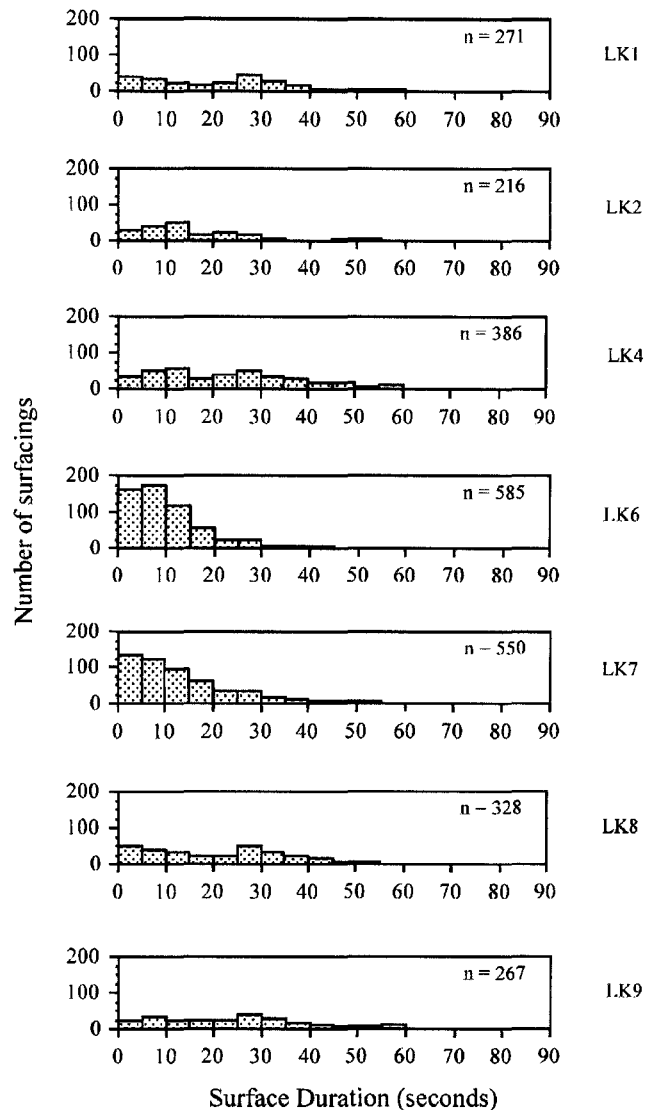 200
100
0
n = 271
LK1
0 10 20 30 40 50 60 70 80 90
200
100
0
n = 216
LK2
0 10 20 30 40 50 60 70 80 90
200
100
0
n = 386
LK4
0 10 20 30 40 50 60 70 80 90
Number of surfacings
200
100
0
n = 585
LK6
0 10 20 30 40 50 60 70 80 90
200
100
0
n – 550
LK7
0 10 20 30 40 50 60 70 80 90
200
100
0
n – 328
LK8
0 10 20 30 40 50 60 70 80 90
200
100
0
n = 267
LK9
0 10 20 30 40 50 60 70 80 90
Surface Duration (seconds)